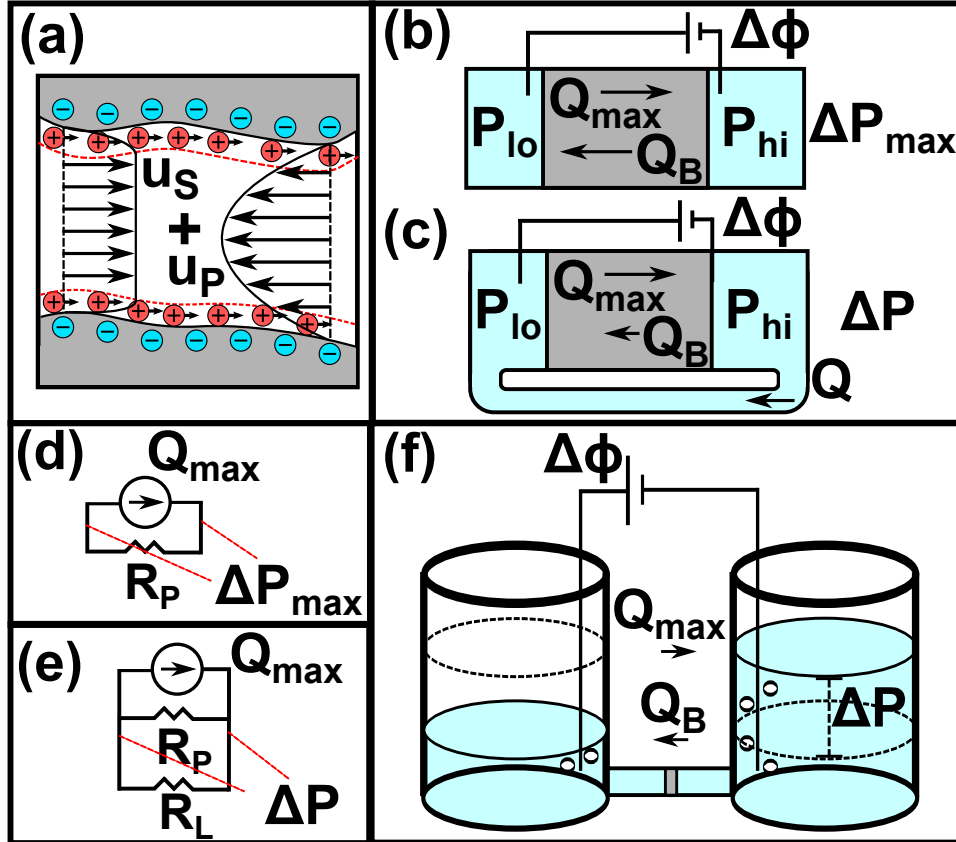 (a)
− − − − − − −
+ + + + + + +
u_S
+
u_P
+ + + + + + +
− − − − − − −
(b)
Δϕ
Q_max
P_lo
P_hi
ΔP_max
Q_B
(c)
Δϕ
Q_max
P_lo
P_hi
ΔP
Q_B
Q
(d)
Q_max
R_P
ΔP_max
(e)
Q_max
R_P
ΔP
R_L
(f)
Δϕ
Q_max
Q_B
ΔP